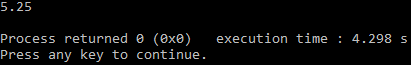 5.25
Process returned 0 (0x0)   execution time : 4.298 s
Press any key to continue.